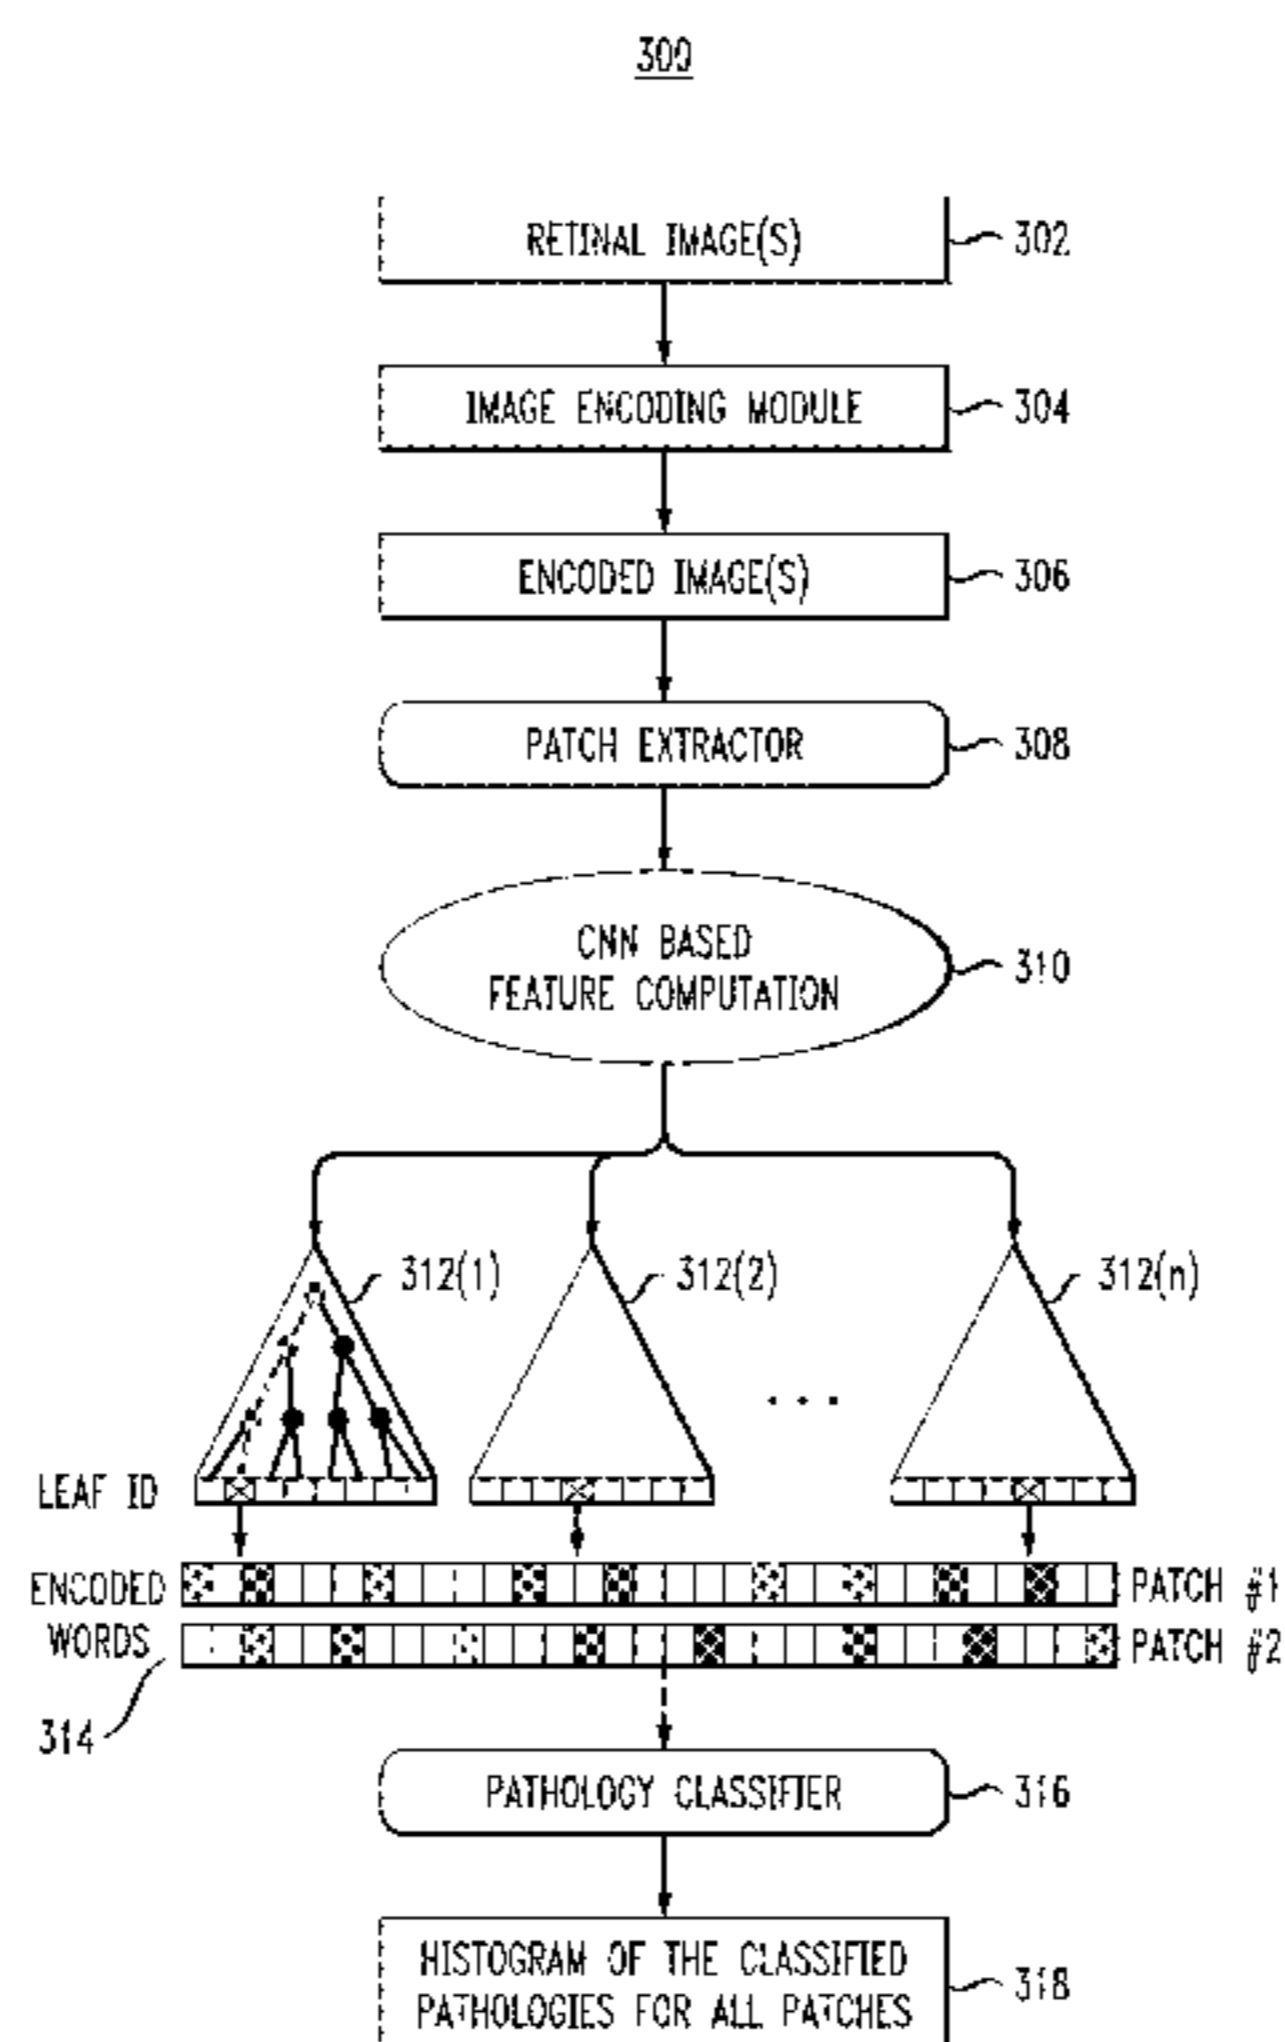 300
RETINAL IMAGE(S) 302
IMAGE ENCODING MODULE 304
ENCODED IMAGE(S) 306
PATCH EXTRACTOR 308
CNN BASED
FEATURE COMPUTATION
310
312(1) 312(2) 312(n)
. . .
LEAF ID
ENCODED
WORDS
PATCH #1
PATCH #2
314
PATHOLOGY CLASSIFIER 316
HISTOGRAM OF THE CLASSIFIED
PATHOLOGIES FOR ALL PATCHES
318